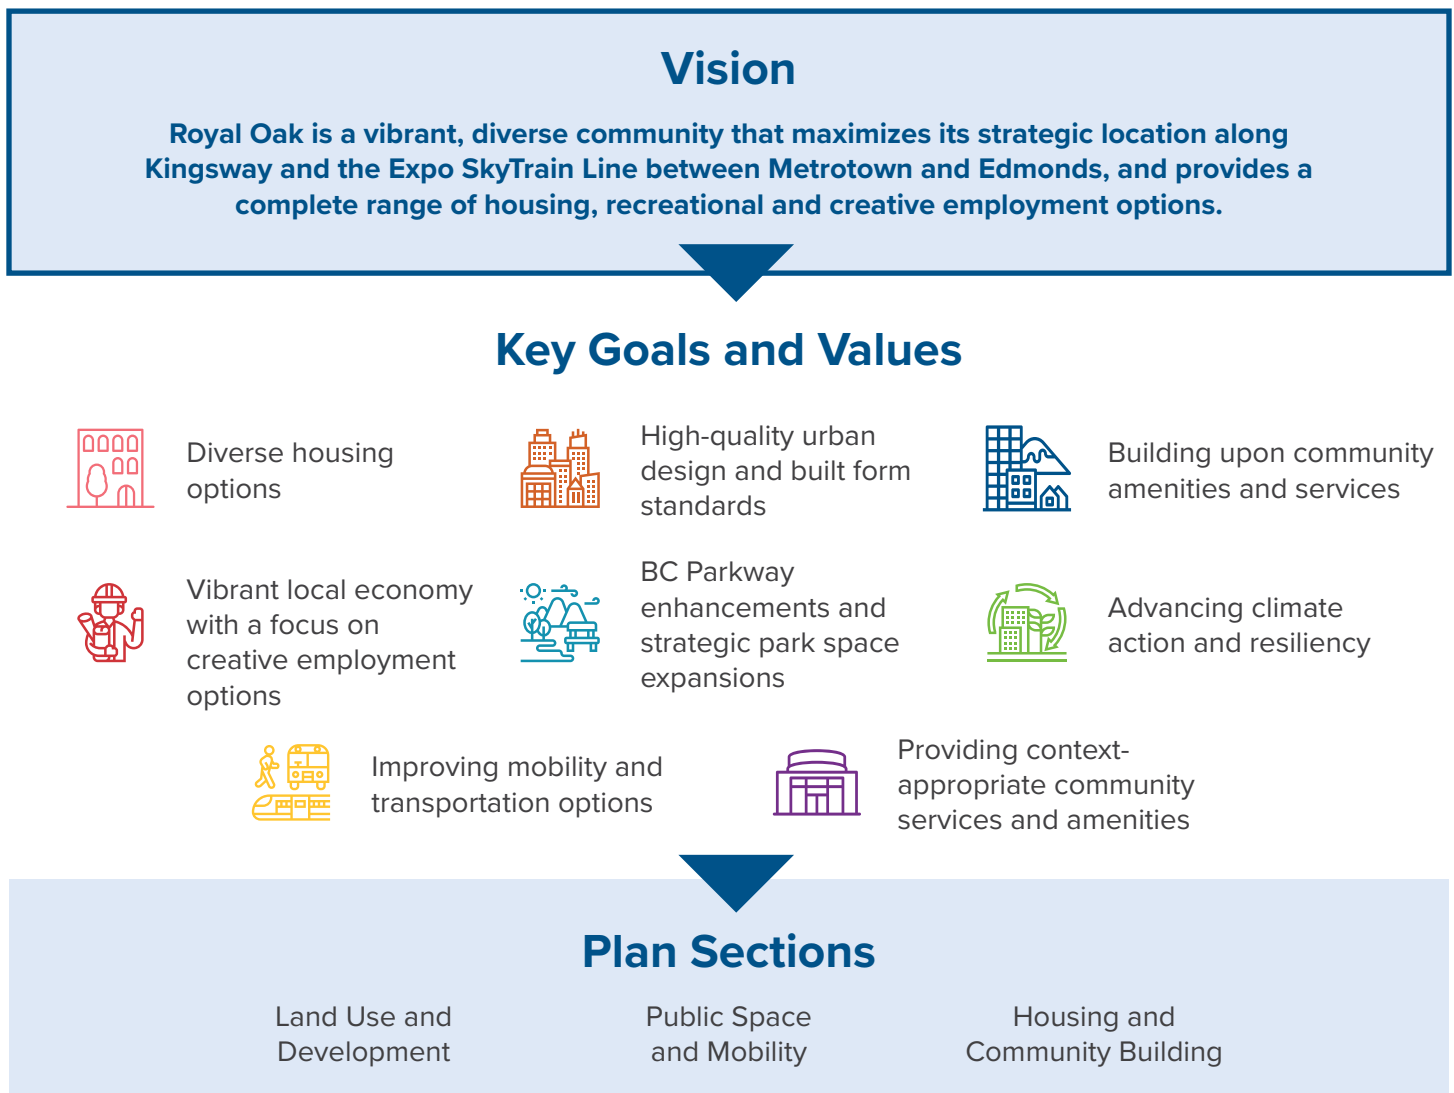 Vision
Royal Oak is a vibrant, diverse community that maximizes its strategic location along
Kingsway and the Expo SkyTrain Line between Metrotown and Edmonds, and provides a
complete range of housing, recreational and creative employment options.
Key Goals and Values
Diverse housing
options
High-quality urban
design and built form
standards
Building upon community
amenities and services
Vibrant local economy
with a focus on
creative employment
options
BC Parkway
enhancements and
strategic park space
expansions
Advancing climate
action and resiliency
Improving mobility and
transportation options
Providing context-
appropriate community
services and amenities
Plan Sections
Land Use and
Development
Public Space
and Mobility
Housing and
Community Building